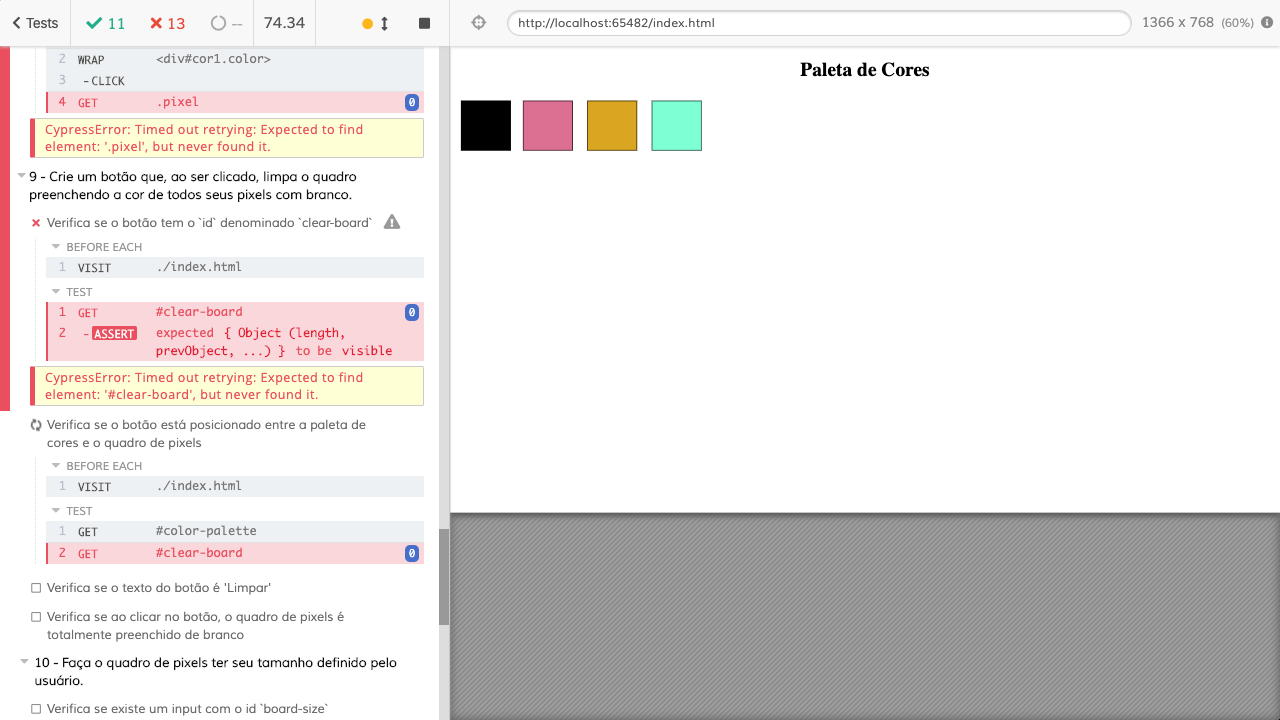 Tests
11
13
--
74.34
http://localhost:65482/index.html
1366 x 768 (60%)
2 WRAP <div#cor1.color>
3 -CLICK
4 GET .pixel 0
CypressError: Timed out retrying: Expected to find
element: '.pixel', but never found it.
9 - Crie um botão que, ao ser clicado, limpa o quadro
preenchendo a cor de todos seus pixels com branco.
Verifica se o botão tem o `id` denominado `clear-board`
BEFORE EACH
1 VISIT ./index.html
TEST
1 GET #clear-board 0
2 -ASSERT expected { Object (length,
prevObject, ...) } to be visible
CypressError: Timed out retrying: Expected to find
element: '#clear-board', but never found it.
Verifica se o botão está posicionado entre a paleta de
cores e o quadro de pixels
BEFORE EACH
1 VISIT ./index.html
TEST
1 GET #color-palette
2 GET #clear-board 0
Verifica se o texto do botão é 'Limpar'
Verifica se ao clicar no botão, o quadro de pixels é
totalmente preenchido de branco
10 - Faça o quadro de pixels ter seu tamanho definido pelo
usuário.
Verifica se existe um input com o id `board-size`
Paleta de Cores